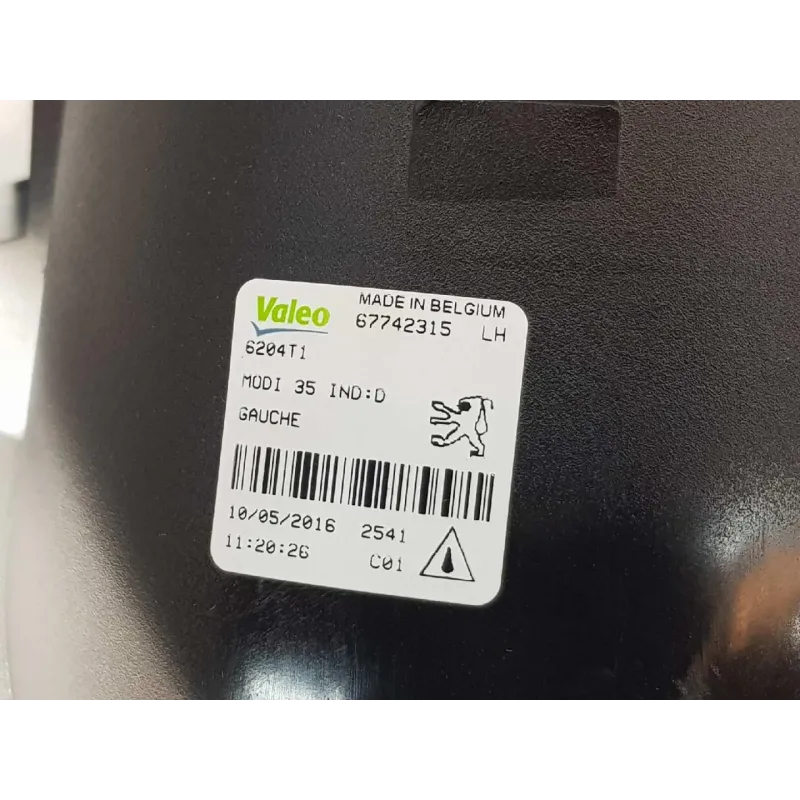 Valeo MADE IN BELGIUM
67742315 LH
6204T1
MODI 35 IND:D
GAUCHE
10/05/2016 2541
11:20:26 C01